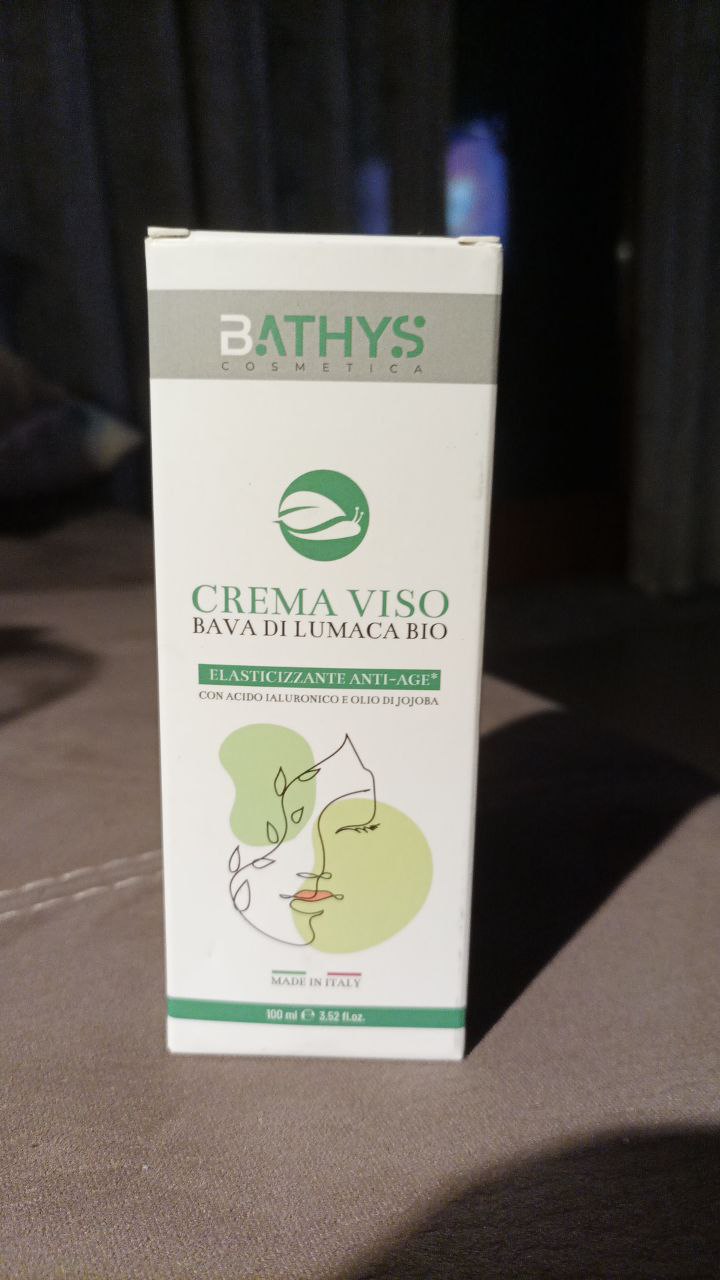 BATHYS
COSMETICA
CREMA VISO
BAVA DI LUMACA BIO
ELASTICIZZANTE ANTI-AGE*
CON ACIDO IALURONICO E OLIO DI JOJOBA
MADE IN ITALY
100 ml ℮ 3.52 fl.oz.